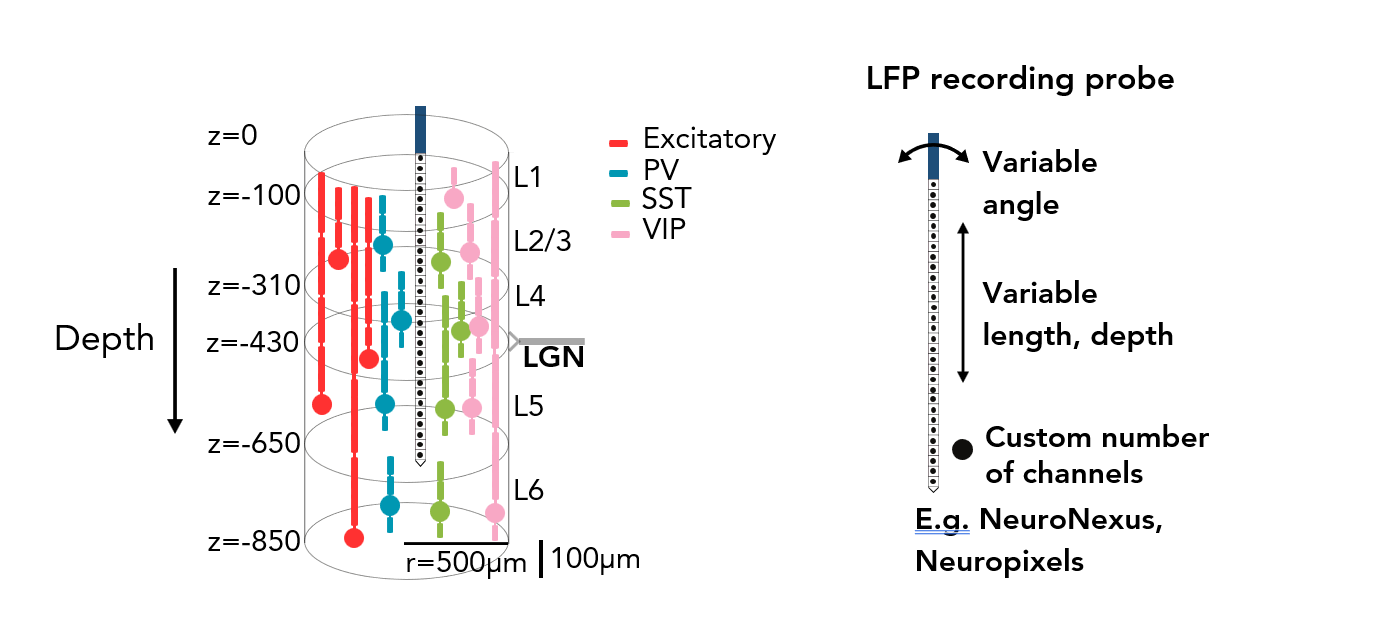 LFP recording probe
z=0
z=-100
z=-310
z=-430
z=-650
z=-850
Depth
L1
L2/3
L4
LGN
L5
L6
r=500µm
100µm
Excitatory
PV
SST
VIP
Variable
angle
Variable
length, depth
Custom number
of channels
E.g. NeuroNexus,
Neuropixels